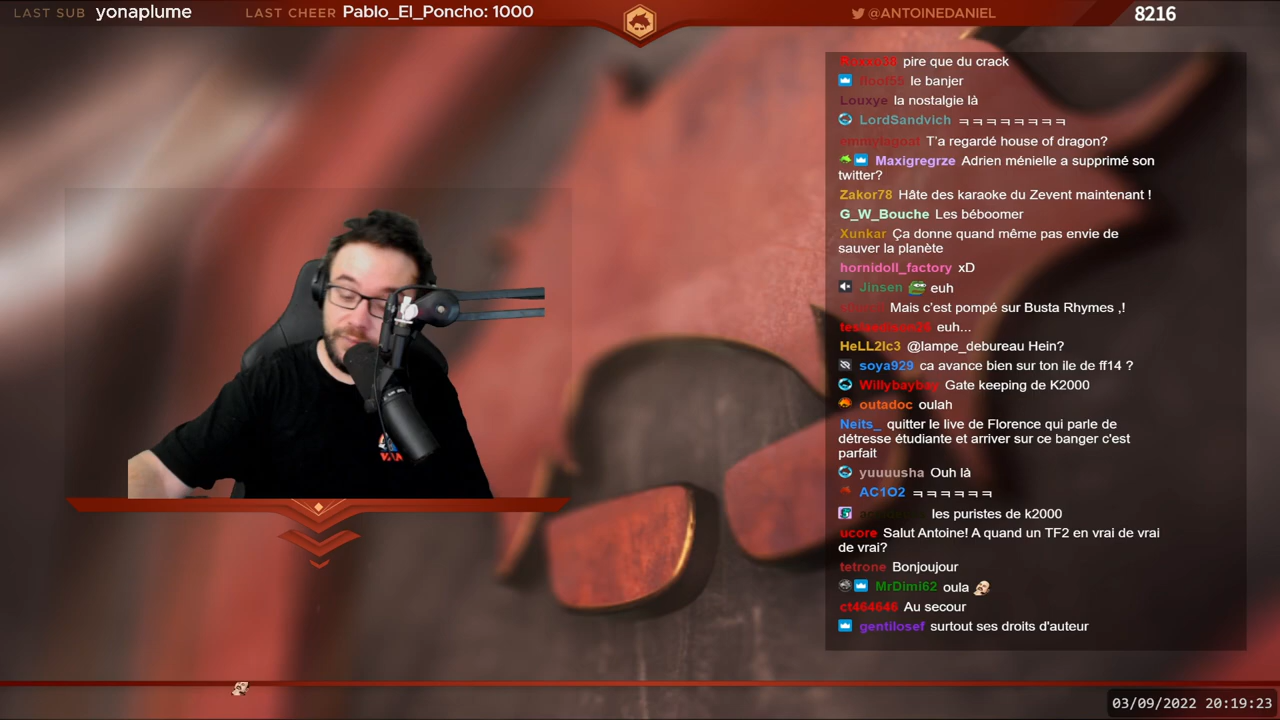 LAST SUB yonaplume
LAST CHEER Pablo_El_Poncho: 1000
@ANTOINEDANIEL
8216
Roxxo38 pire que du crack
le banjer
Louxye la nostalgie là
LordSandvich ㅋㅋㅋㅋㅋㅋㅋㅋ
emmylagoat T'a regardé house of dragon?
Maxigregrze Adrien ménielle a supprimé son
twitter?
Zakor78 Hâte des karaoke du Zevent maintenant !
G_W_Bouche Les béboomer
Xunkar Ça donne quand même pas envie de
sauver la planète
hornidoll_factory xD
Jinsen euh
Mais c'est pompé sur Busta Rhymes ,!
euh...
HeLL2Ic3 @lampe_debureau Hein?
soya929 ca avance bien sur ton ile de ff14 ?
Willybaybay Gate keeping de K2000
outadoc oulah
Neits_ quitter le live de Florence qui parle de
détresse étudiante et arriver sur ce banger c'est
parfait
yuuuusha Ouh là
AC1O2 ㅋㅋㅋㅋㅋㅋ
les puristes de k2000
ucore Salut Antoine! A quand un TF2 en vrai de vrai
de vrai?
tetrone Bonjoujour
MrDimi62 oula
ct464646 Au secour
gentilosef surtout ses droits d'auteur
03/09/2022 20:19:23